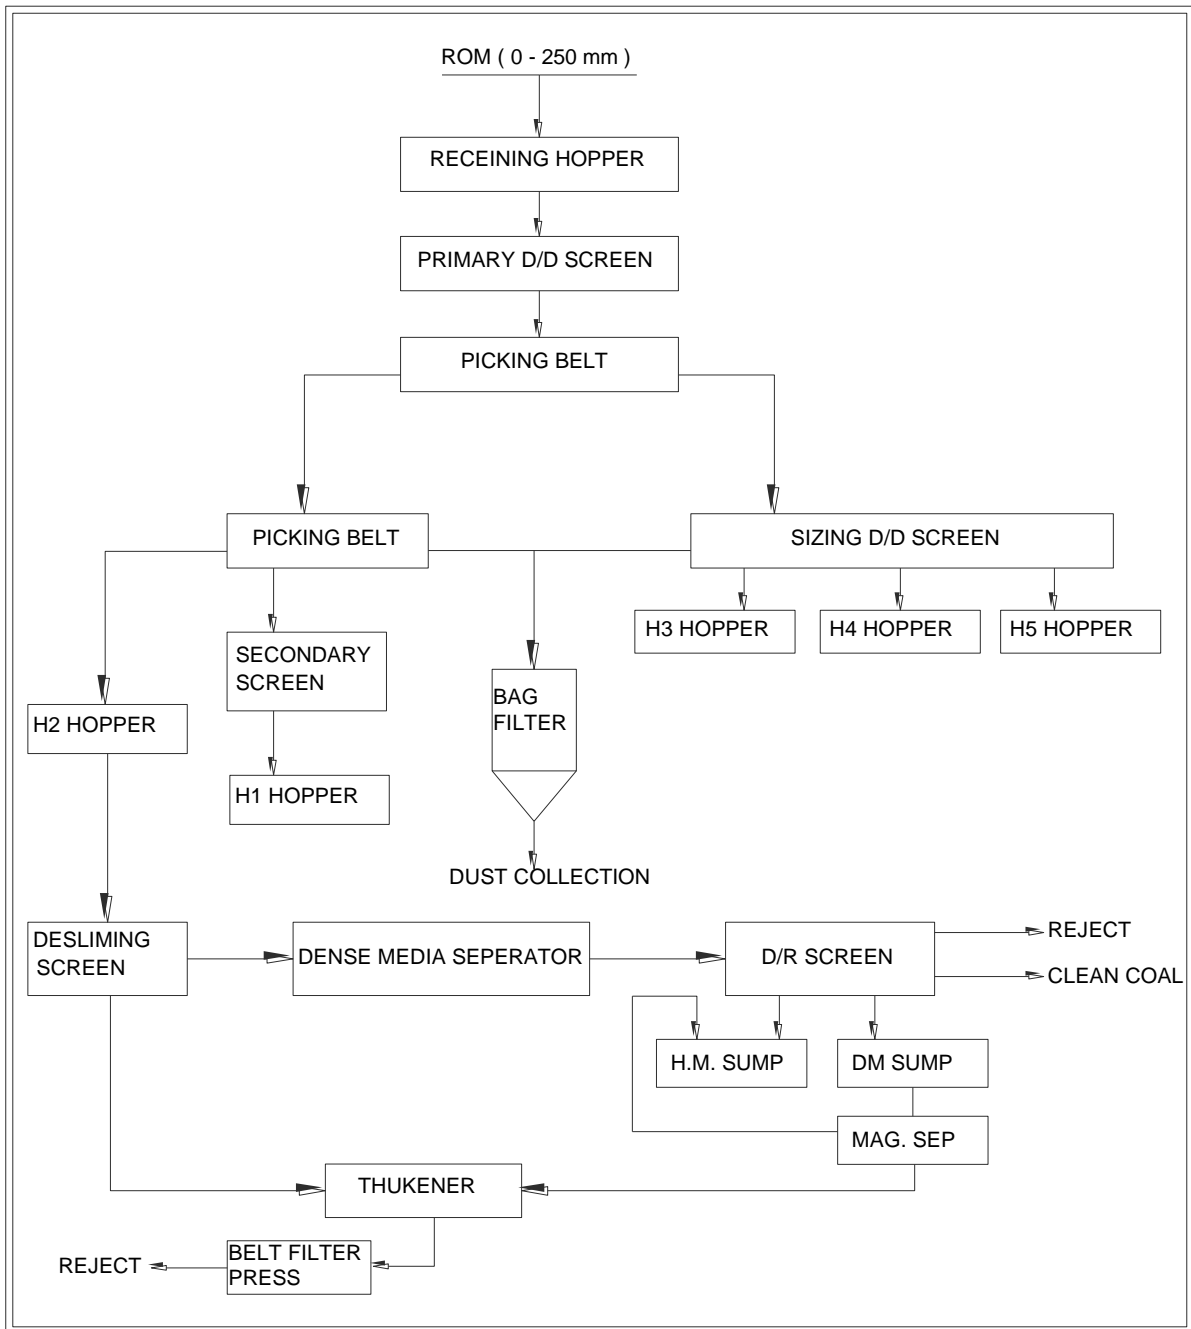 ROM ( 0 - 250 mm )
RECEINING HOPPER
PRIMARY D/D SCREEN
PICKING BELT
PICKING BELT
SIZING D/D SCREEN
H3 HOPPER
H4 HOPPER
H5 HOPPER
SECONDARY
SCREEN
BAG
FILTER
H2 HOPPER
H1 HOPPER
DUST COLLECTION
DESLIMING
SCREEN
DENSE MEDIA SEPERATOR
D/R SCREEN
REJECT
CLEAN COAL
H.M. SUMP
DM SUMP
MAG. SEP
THUKENER
BELT FILTER
PRESS
REJECT